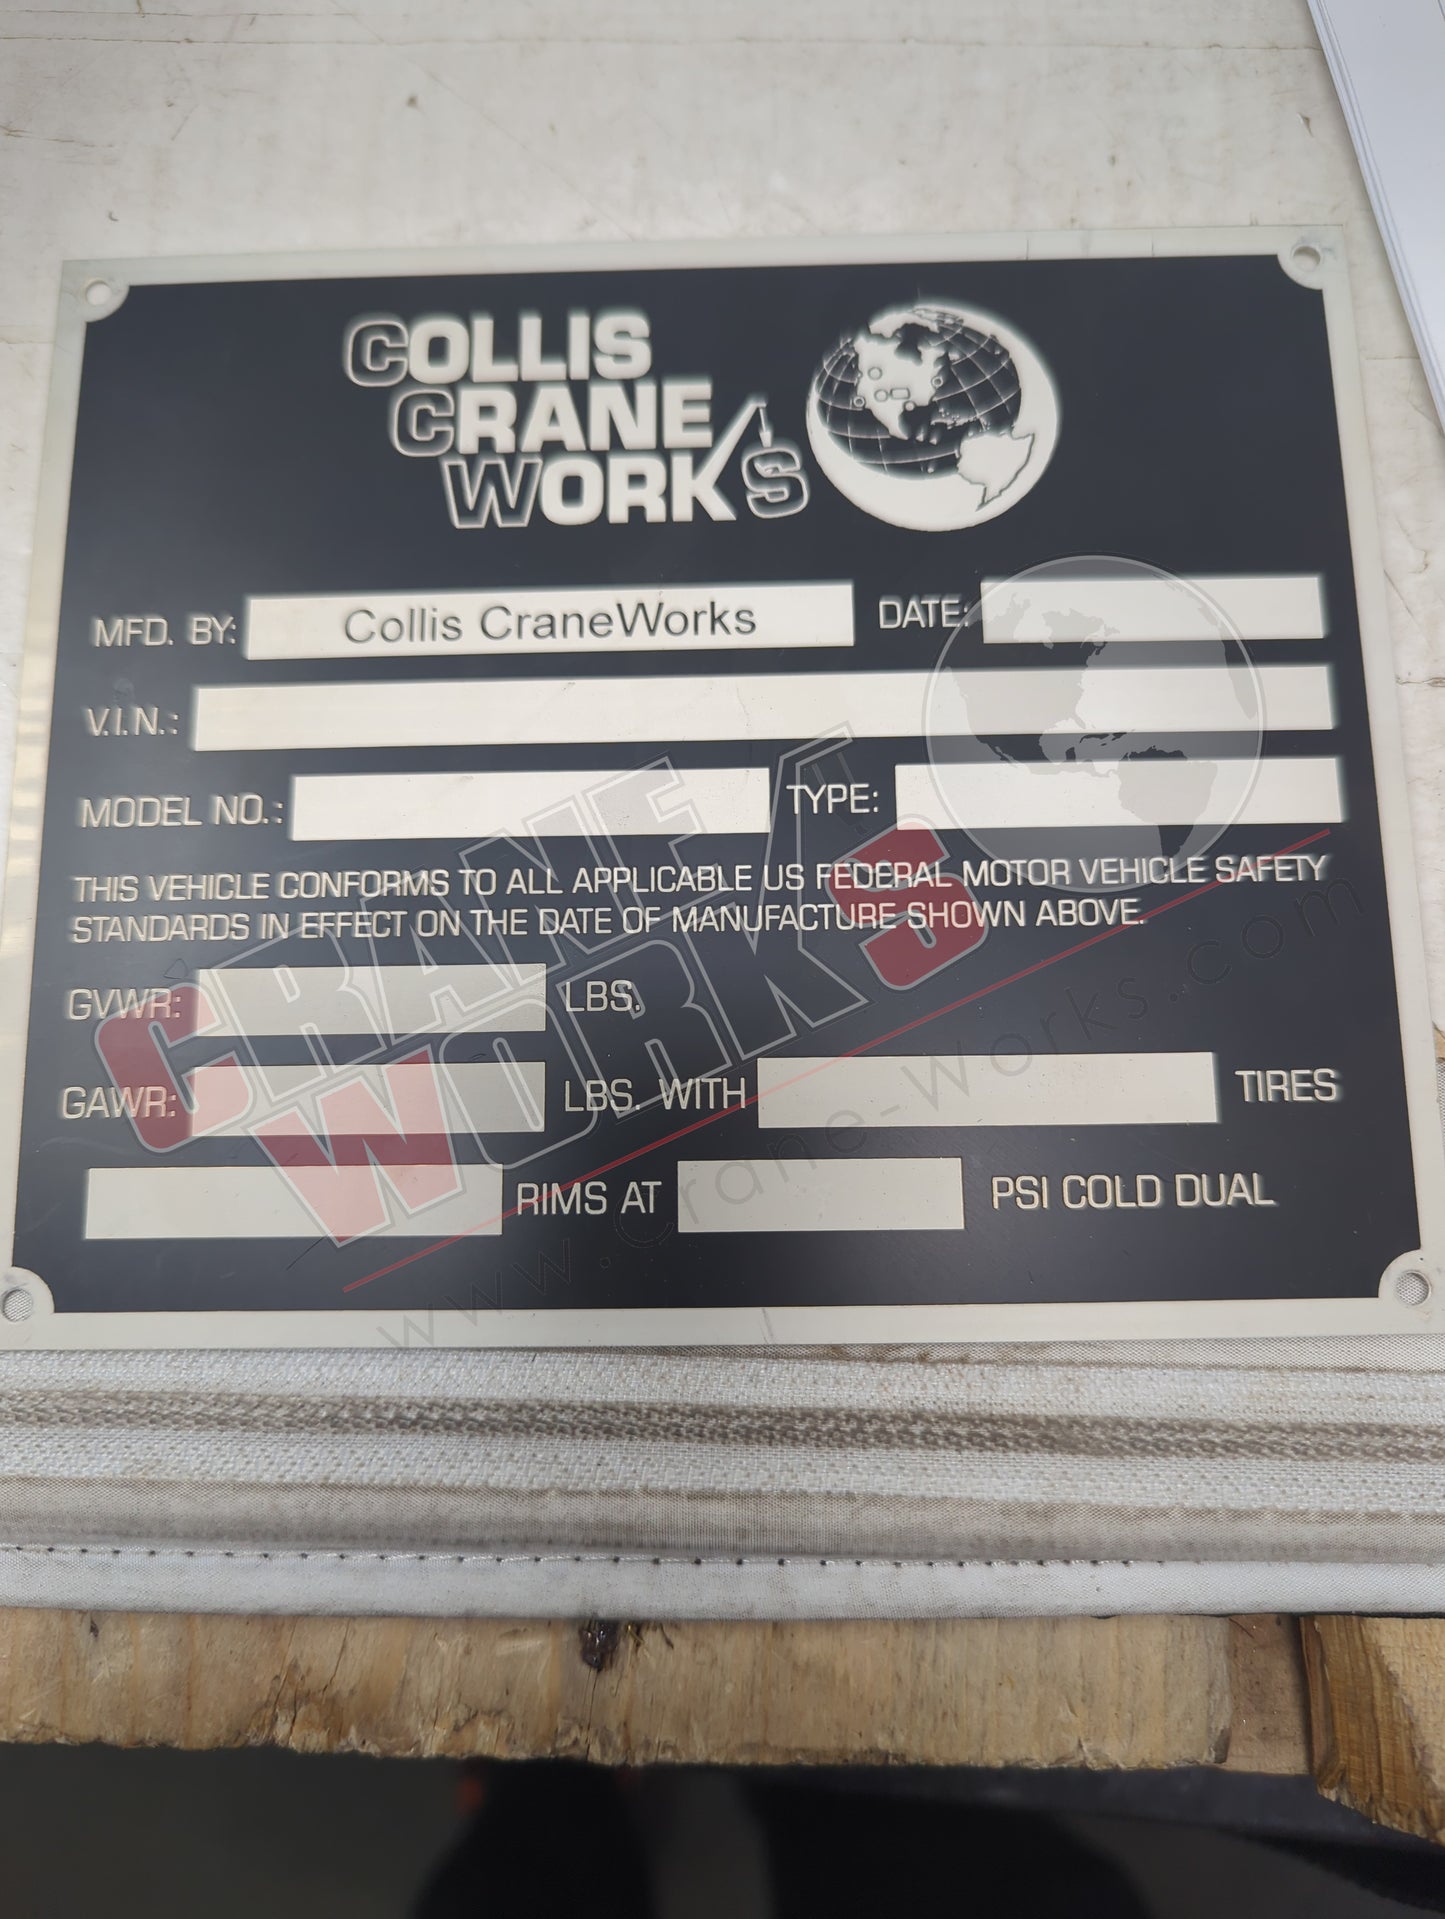 COLLIS
CRANE
WORKS
MFD. BY: Collis CraneWorks DATE:
V.I.N.:
MODEL NO.: TYPE:
THIS VEHICLE CONFORMS TO ALL APPLICABLE US FEDERAL MOTOR VEHICLE SAFETY
STANDARDS IN EFFECT ON THE DATE OF MANUFACTURE SHOWN ABOVE.
GVWR: LBS.
GAWR: LBS. WITH TIRES
RIMS AT PSI COLD DUAL
CRANE
WORKS
www.crane-works.com